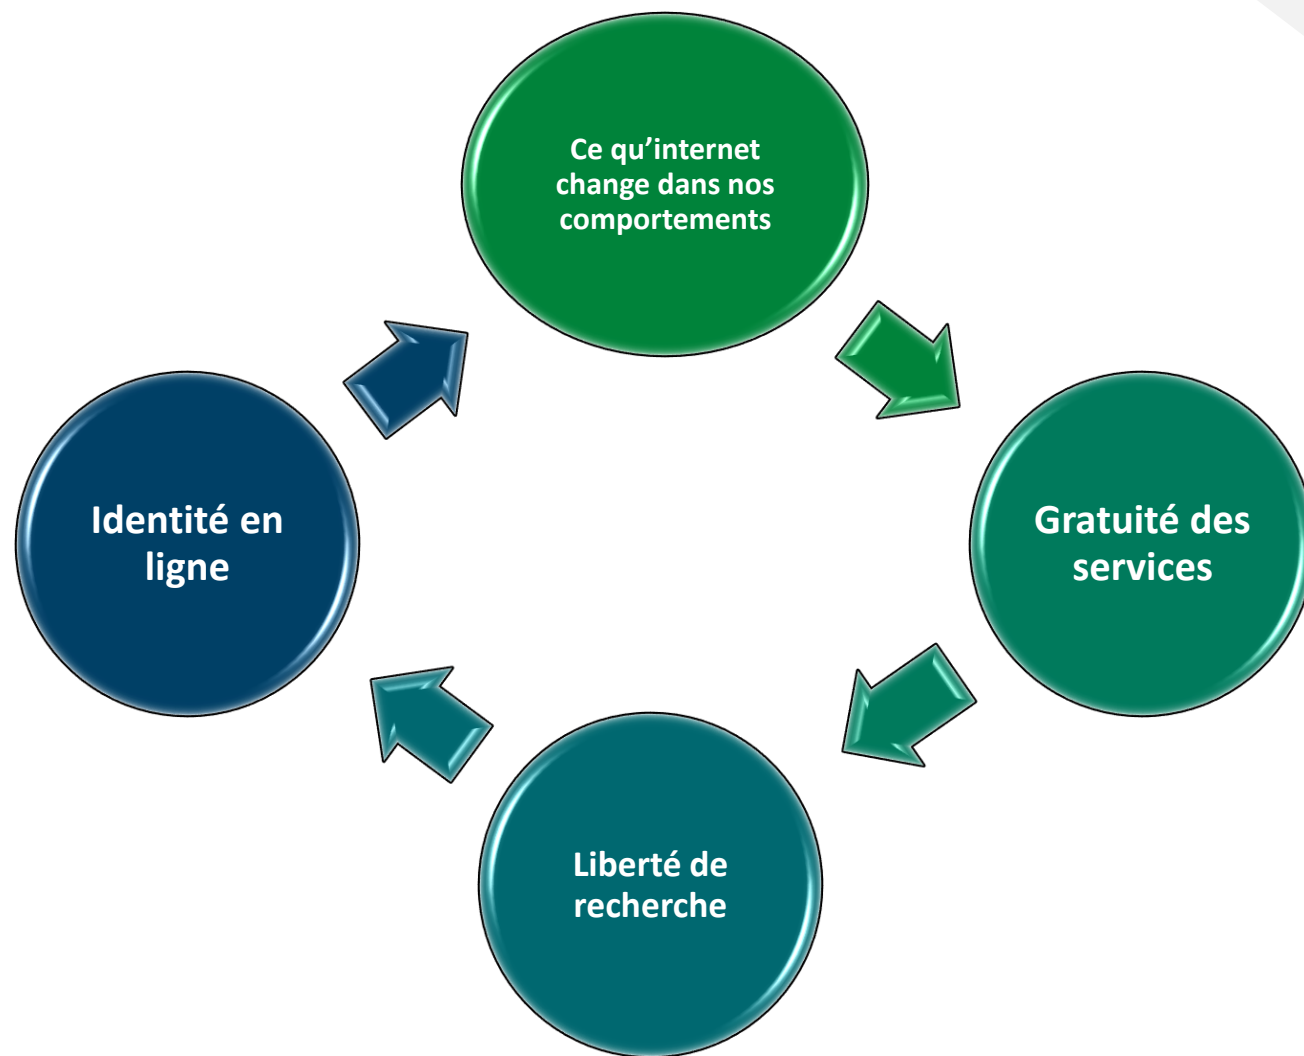 Ce qu’internet
change dans nos
comportements
Gratuité des
services
Liberté de
recherche
Identité en
ligne